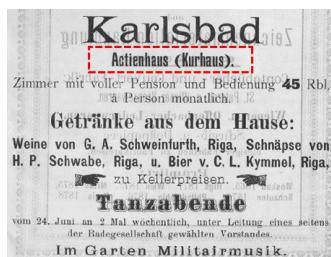 Karlsbad
Actienhaus (Kurhaus).
Zimmer mit voller Pension und Bedienung 45 Rbl.
à Person monatlich.
Getränke aus dem Hause:
Weine von G. A. Schweinfurth, Riga, Schnäpse von
H. P. Schwabe, Riga, u. Bier v. C. L. Kymmel, Riga,
zu Kellerpreisen.
Tanzabende
vom 24. Juni an 2 Mal wöchentlich, unter Leitung eines seitens
der Badegesellschaft gewählten Vorstandes.
Im Garten Militairmusik.